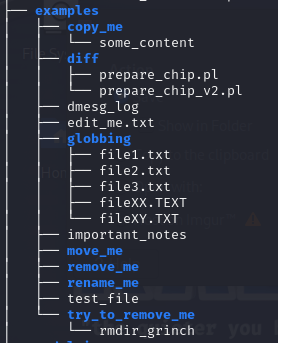 ├── examples
│   ├── copy_me
│   │   └── some_content
│   ├── diff
│   │   ├── prepare_chip.pl
│   │   └── prepare_chip_v2.pl
│   ├── dmesg_log
│   ├── edit_me.txt
│   ├── globbing
│   │   ├── file1.txt
│   │   ├── file2.txt
│   │   ├── file3.txt
│   │   ├── fileXX.TEXT
│   │   └── fileXY.TXT
│   ├── important_notes
│   ├── move_me
│   ├── remove_me
│   ├── rename_me
│   ├── test_file
│   └── try_to_remove_me
│       └── rmdir_grinch